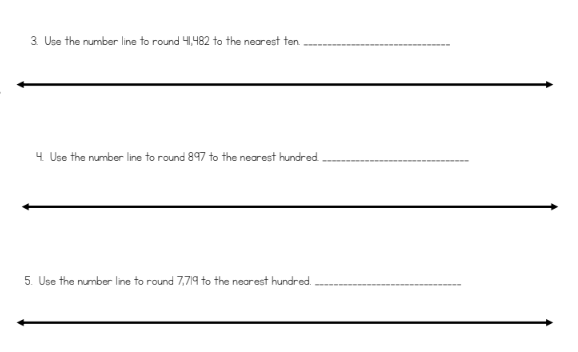 3. Use the number line to round 41,482 to the nearest ten. ______________________________
4. Use the number line to round 897 to the nearest hundred. ______________________________
5. Use the number line to round 7,719 to the nearest hundred. ______________________________